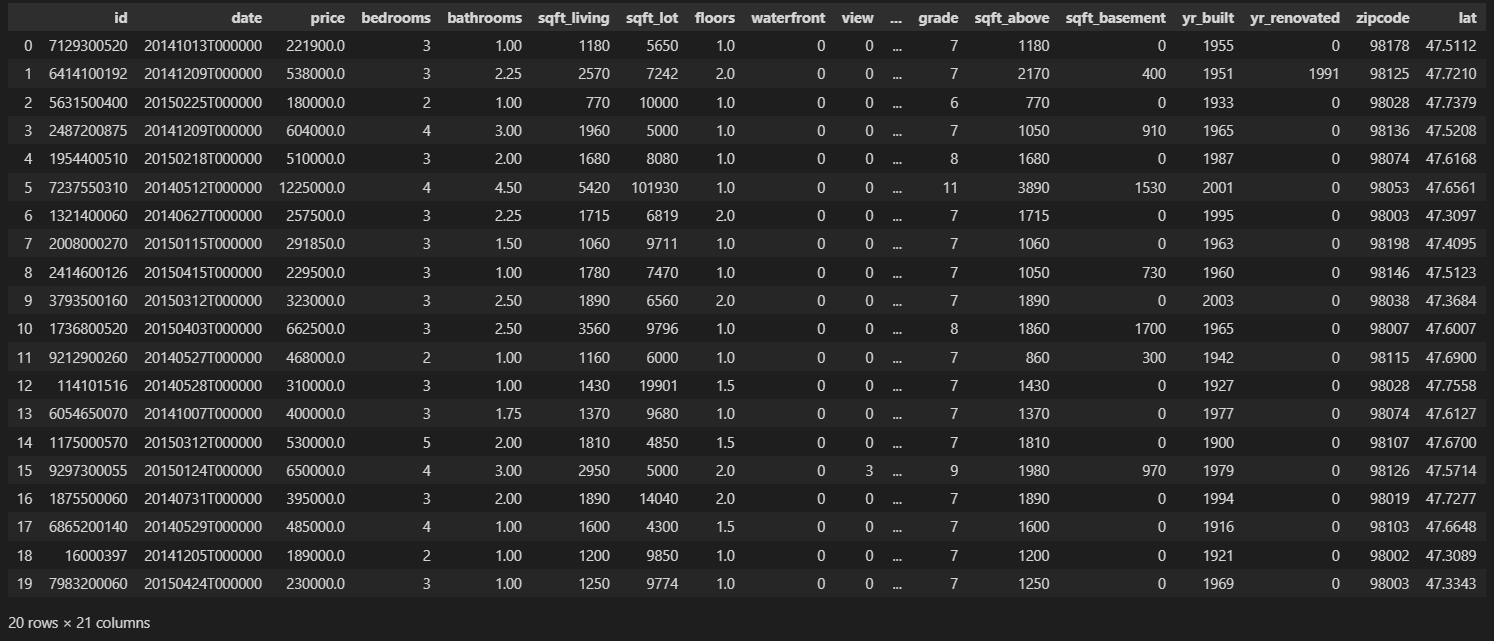 id date price bedrooms bathrooms sqft_living sqft_lot floors waterfront view ... grade sqft_above sqft_basement yr_built yr_renovated zipcode lat
0 7129300520 20141013T000000 221900.0 3 1.00 1180 5650 1.0 0 0 ... 7 1180 0 1955 0 98178 47.5112
1 6414100192 20141209T000000 538000.0 3 2.25 2570 7242 2.0 0 0 ... 7 2170 400 1951 1991 98125 47.7210
2 5631500400 20150225T000000 180000.0 2 1.00 770 10000 1.0 0 0 ... 6 770 0 1933 0 98028 47.7379
3 2487200875 20141209T000000 604000.0 4 3.00 1960 5000 1.0 0 0 ... 7 1050 910 1965 0 98136 47.5208
4 1954400510 20150218T000000 510000.0 3 2.00 1680 8080 1.0 0 0 ... 8 1680 0 1987 0 98074 47.6168
5 7237550310 20140512T000000 1225000.0 4 4.50 5420 101930 1.0 0 0 ... 11 3890 1530 2001 0 98053 47.6561
6 1321400060 20140627T000000 257500.0 3 2.25 1715 6819 2.0 0 0 ... 7 1715 0 1995 0 98003 47.3097
7 2008000270 20150115T000000 291850.0 3 1.50 1060 9711 1.0 0 0 ... 7 1060 0 1963 0 98198 47.4095
8 2414600126 20150415T000000 229500.0 3 1.00 1780 7470 1.0 0 0 ... 7 1050 730 1960 0 98146 47.5123
9 3793500160 20150312T000000 323000.0 3 2.50 1890 6560 2.0 0 0 ... 7 1890 0 2003 0 98038 47.3684
10 1736800520 20150403T000000 662500.0 3 2.50 3560 9796 1.0 0 0 ... 8 1860 1700 1965 0 98007 47.6007
11 9212900260 20140527T000000 468000.0 2 1.00 1160 6000 1.0 0 0 ... 7 860 300 1942 0 98115 47.6900
12 114101516 20140528T000000 310000.0 3 1.00 1430 19901 1.5 0 0 ... 7 1430 0 1927 0 98028 47.7558
13 6054650070 20141007T000000 400000.0 3 1.75 1370 9680 1.0 0 0 ... 7 1370 0 1977 0 98074 47.6127
14 1175000570 20150312T000000 530000.0 5 2.00 1810 4850 1.5 0 0 ... 7 1810 0 1900 0 98107 47.6700
15 9297300055 20150124T000000 650000.0 4 3.00 2950 5000 2.0 0 3 ... 9 1980 970 1979 0 98126 47.5714
16 1875500060 20140731T000000 395000.0 3 2.00 1890 14040 2.0 0 0 ... 7 1890 0 1994 0 98019 47.7277
17 6865200140 20140529T000000 485000.0 4 1.00 1600 4300 1.5 0 0 ... 7 1600 0 1916 0 98103 47.6648
18 16000397 20141205T000000 189000.0 2 1.00 1200 9850 1.0 0 0 ... 7 1200 0 1921 0 98002 47.3089
19 7983200060 20150424T000000 230000.0 3 1.00 1250 9774 1.0 0 0 ... 7 1250 0 1969 0 98003 47.3343
20 rows × 21 columns